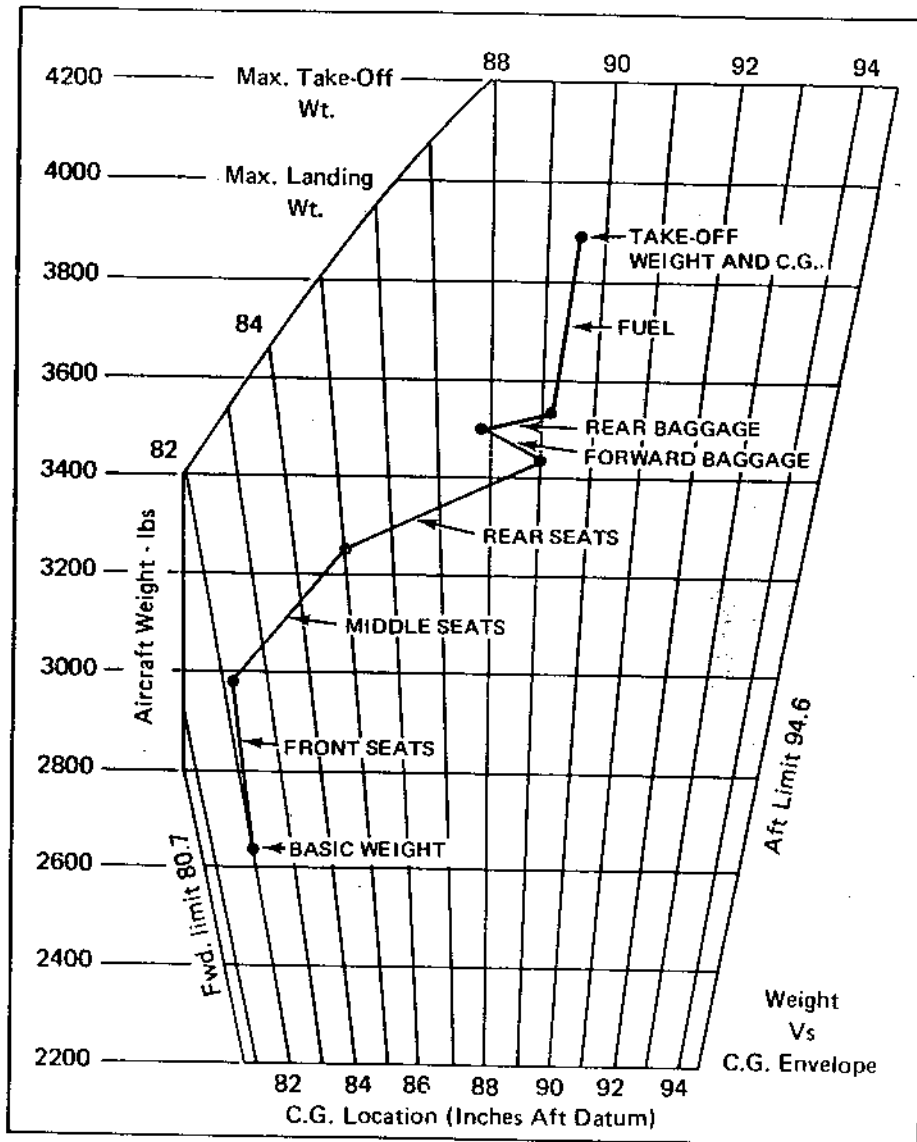 88 90 92 94
4200
Max. Take-Off
Wt.
4000
Max. Landing
Wt.
TAKE-OFF
WEIGHT AND C.G..
3800
84
FUEL
3600
REAR BAGGAGE
82
FORWARD BAGGAGE
3400
REAR SEATS
3200
MIDDLE SEATS
3000
Aircraft Weight - lbs
FRONT SEATS
2800
Aft Limit 94.6
BASIC WEIGHT
2600
Fwd. limit 80.7
2400
Weight
Vs
C.G. Envelope
2200
82 84 86 88 90 92 94
C.G. Location (Inches Aft Datum)